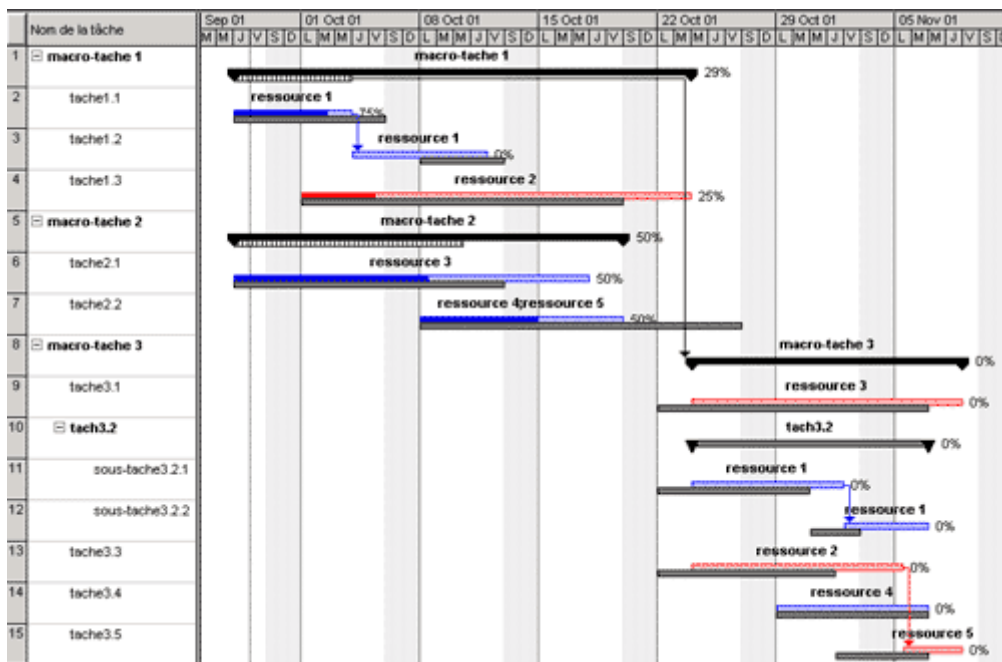 Nom de la tâche
Sep 01 01 Oct 01 08 Oct 01 15 Oct 01 22 Oct 01 29 Oct 01 05 Nov 01
M M J V S D L M M J V S D L M M J V S D L M M J V S D L M M J V S D L M M J V S D L M M J V S
1 macro-tache 1 macro-tache 1
29%
2 tache1.1 ressource 1
75%
3 tache1.2 ressource 1
0%
4 tache1.3 ressource 2
25%
5 macro-tache 2 macro-tache 2
50%
6 tache2.1 ressource 3
50%
7 tache2.2 ressource 4;ressource 5
50%
8 macro-tache 3 macro-tache 3
0%
9 tache3.1 ressource 3
0%
10 tach3.2 tach3.2
0%
11 sous-tache3.2.1 ressource 1
0%
12 sous-tache3.2.2 ressource 1
0%
13 tache3.3 ressource 2
0%
14 tache3.4 ressource 4
0%
15 tache3.5 ressource 5
0%